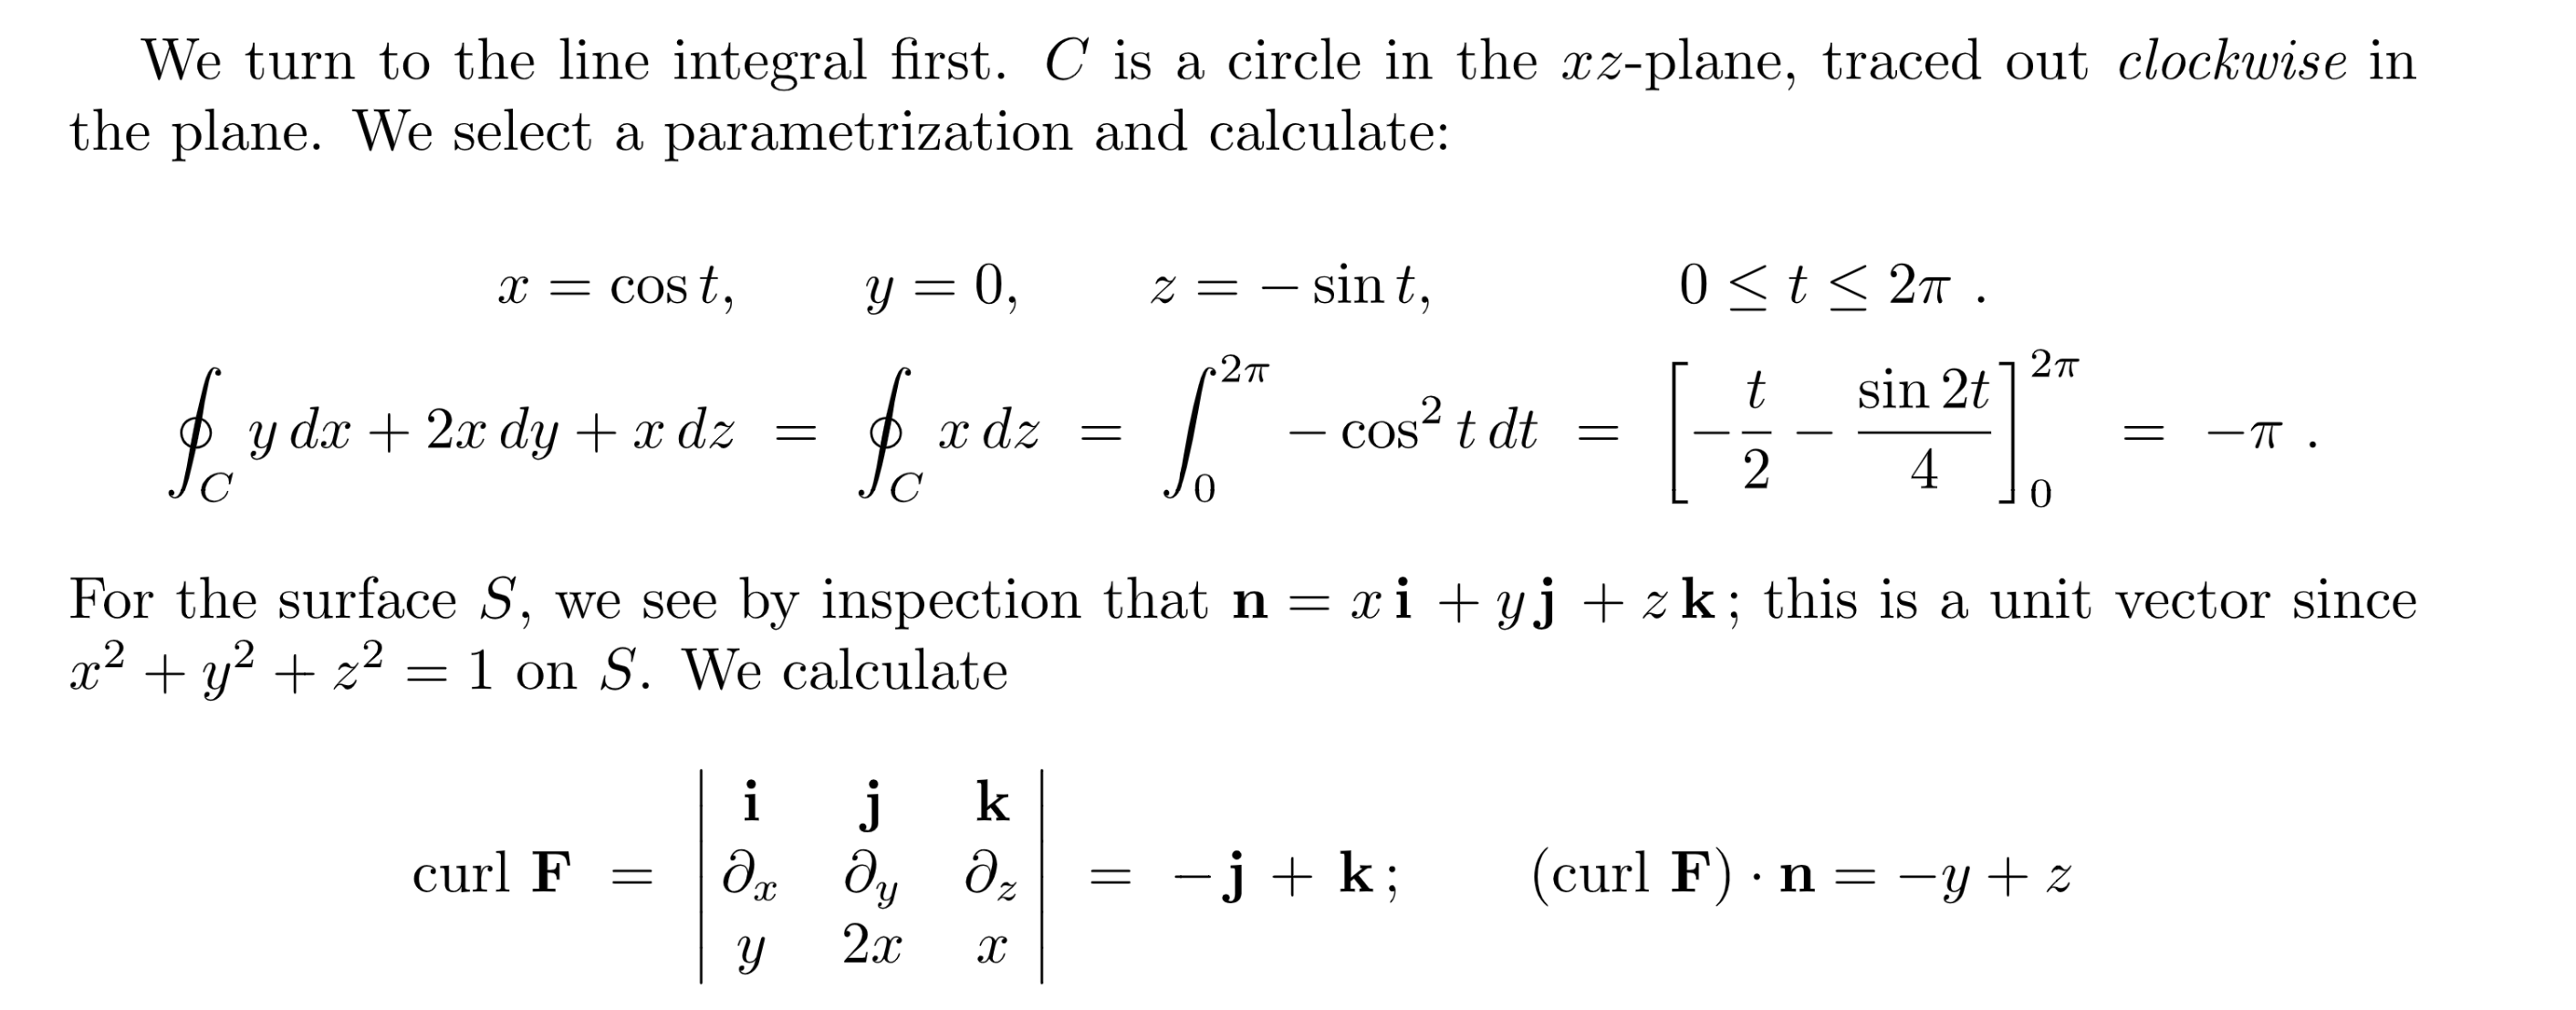 We turn to the line integral first. C is a circle in the xz-plane, traced out clockwise in
the plane. We select a parametrization and calculate:
x = cos t, y = 0, z = − sin t, 0 ≤ t ≤ 2π .
∮_C y dx + 2x dy + x dz = ∮_C x dz = ∫_0^{2π} − cos² t dt = [−t/2 − sin 2t/4]_0^{2π} = −π .
For the surface S, we see by inspection that n = x i + y j + z k ; this is a unit vector since
x² + y² + z² = 1 on S. We calculate
curl F = | i j k |
| ∂_x ∂_y ∂_z | = −j + k ; (curl F) · n = −y + z
| y 2x x |